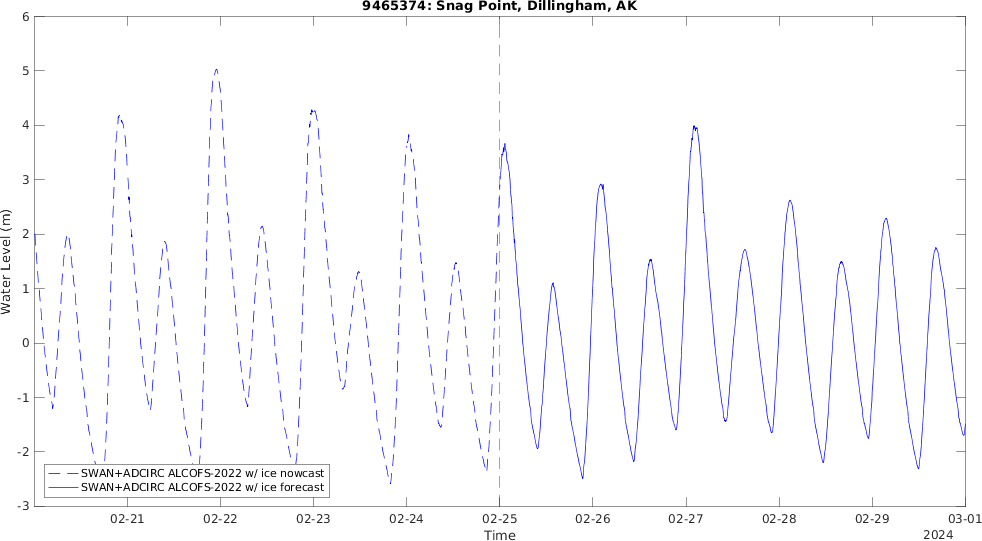 9465374: Snag Point, Dillingham, AK
6
5
4
3
2
1
0
-1
-2
-3
Water Level (m)
SWAN+ADCIRC ALCOFS-2022 w/ ice nowcast
SWAN+ADCIRC ALCOFS-2022 w/ ice forecast
02-21 02-22 02-23 02-24 02-25 02-26 02-27 02-28 02-29 03-01
Time
2024